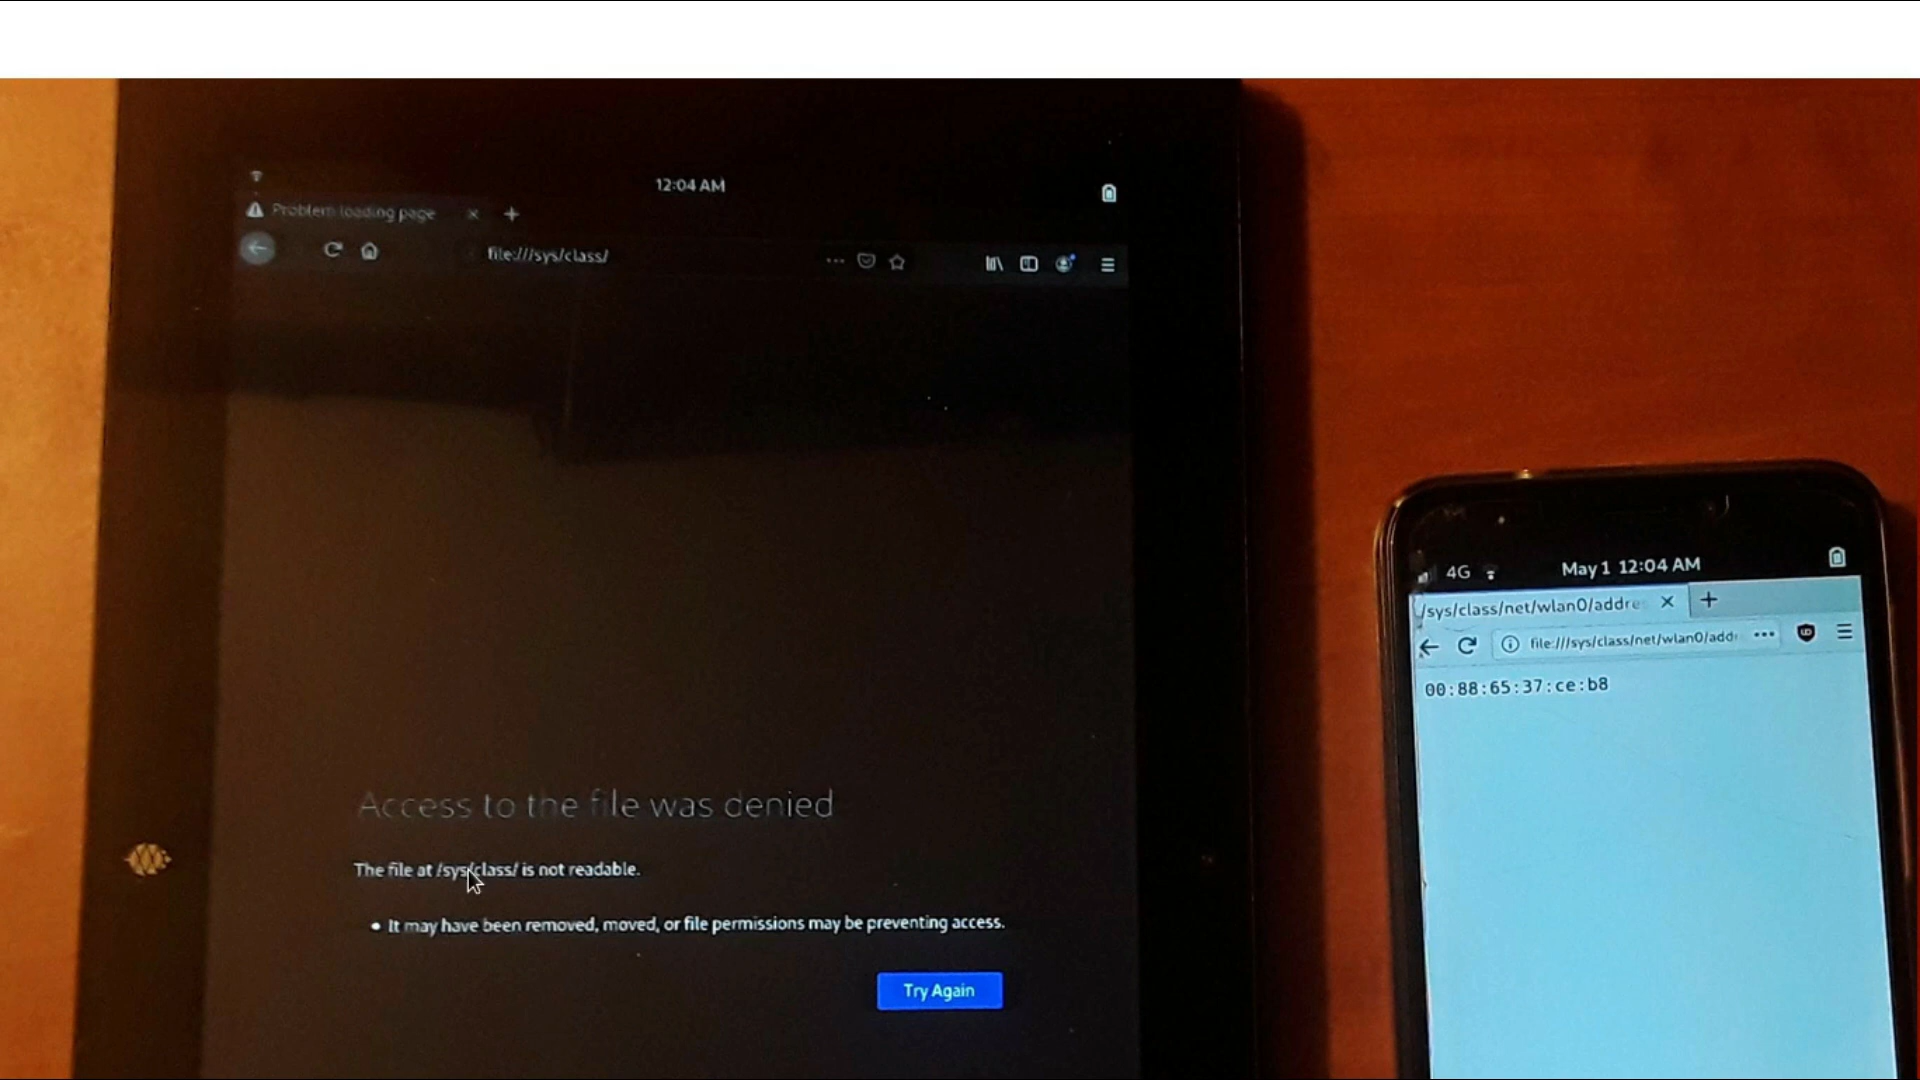 12:04 AM
Problem loading page
file:///sys/class/
Access to the file was denied
The file at /sys/class/ is not readable.
It may have been removed, moved, or file permissions may be preventing access.
Try Again
4G
May 1 12:04 AM
/sys/class/net/wlan0/addre
file:///sys/class/net/wlan0/add
00:88:65:37:ce:b8